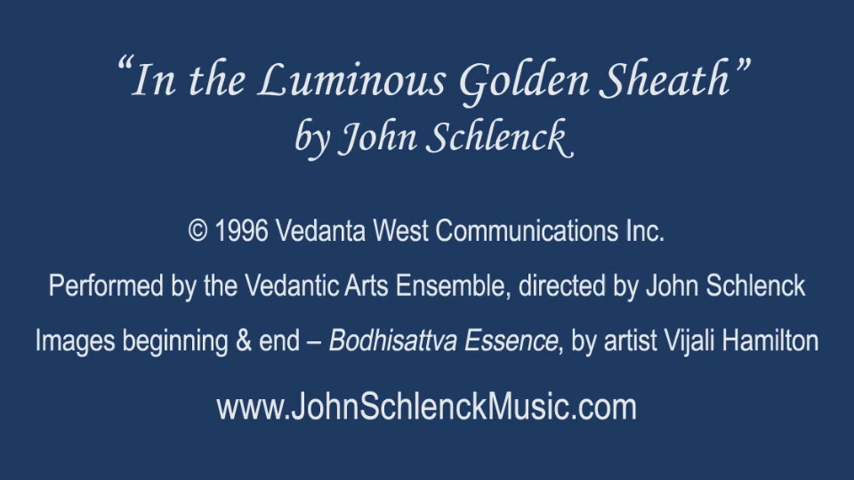 “In the Luminous Golden Sheath”
by John Schlenck
© 1996 Vedanta West Communications Inc.
Performed by the Vedantic Arts Ensemble, directed by John Schlenck
Images beginning & end – Bodhisattva Essence, by artist Vijali Hamilton
www.JohnSchlenckMusic.com